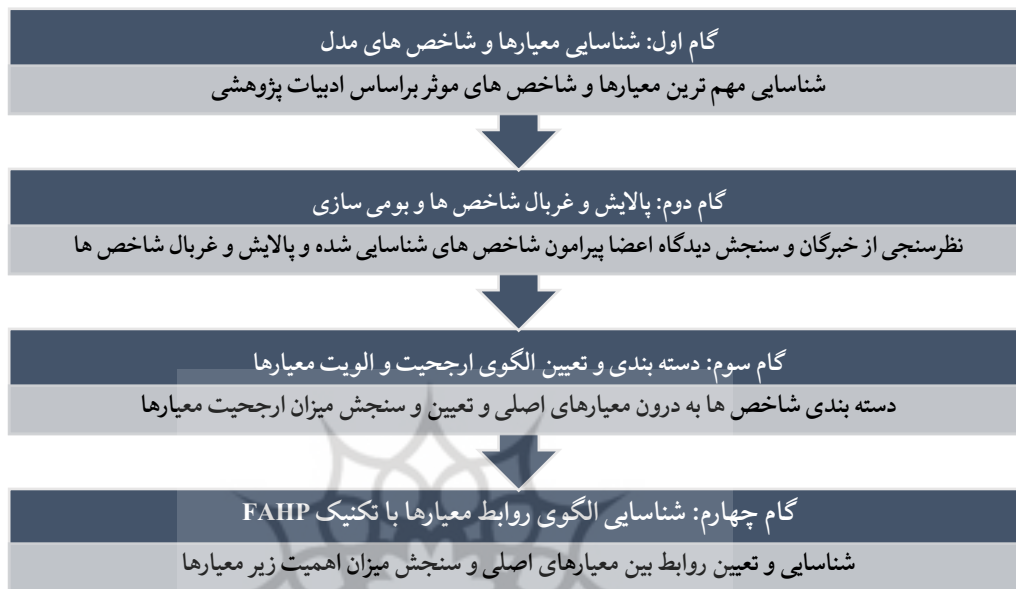 گام اول: شناسایی معیارها و شاخص های مدل
شناسایی مهم ترین معیارها و شاخص های موثر براساس ادبیات پژوهشی
گام دوم: پالایش و غربال شاخص ها و بومی سازی
نظرسنجی از خبرگان و سنجش دیدگاه اعضا پیرامون شاخص های شناسایی شده و پالایش و غربال شاخص ها
گام سوم: دسته بندی و تعیین الگوی ارجحیت و الویت معیارها
دسته بندی شاخص ها به درون معیارهای اصلی و تعیین و سنجش میزان ارجحیت معیارها
گام چهارم: شناسایی الگوی روابط معیارها با تکنیک FAHP
شناسایی و تعیین روابط بین معیارهای اصلی و سنجش میزان اهمیت زیر معیارها